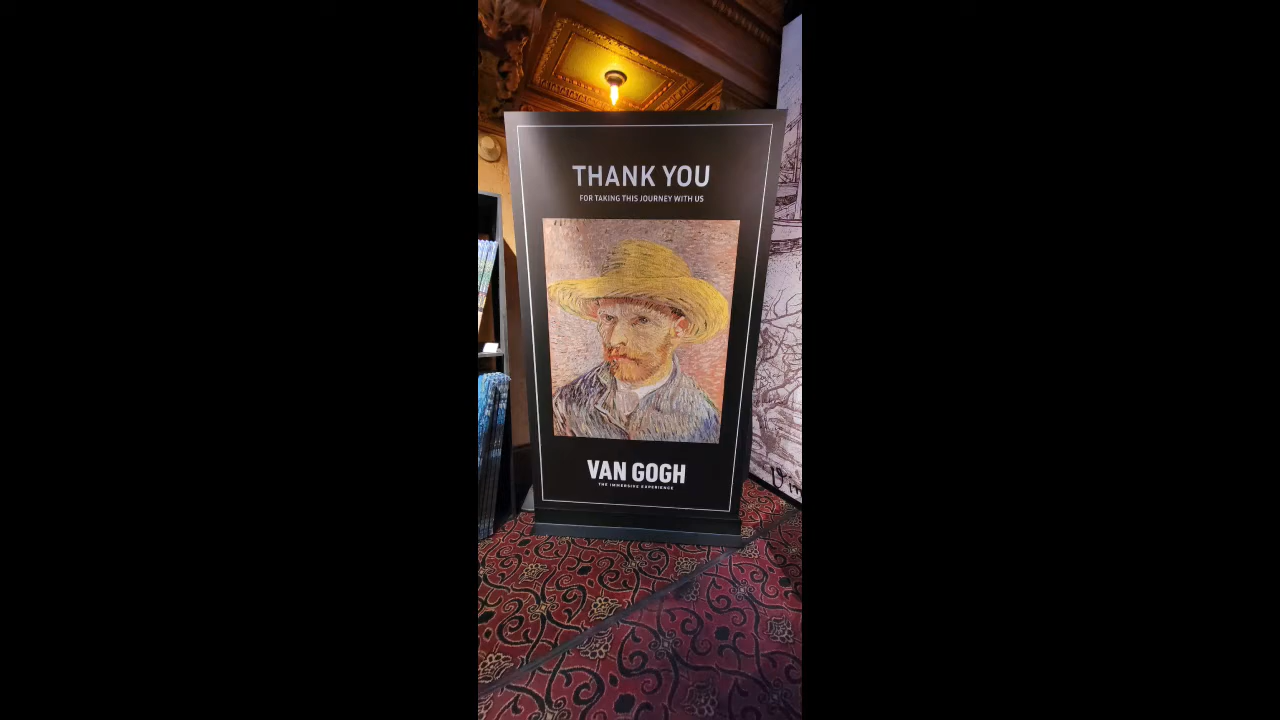 THANK YOU
FOR TAKING THIS JOURNEY WITH US
VAN GOGH
THE IMMERSIVE EXPERIENCE